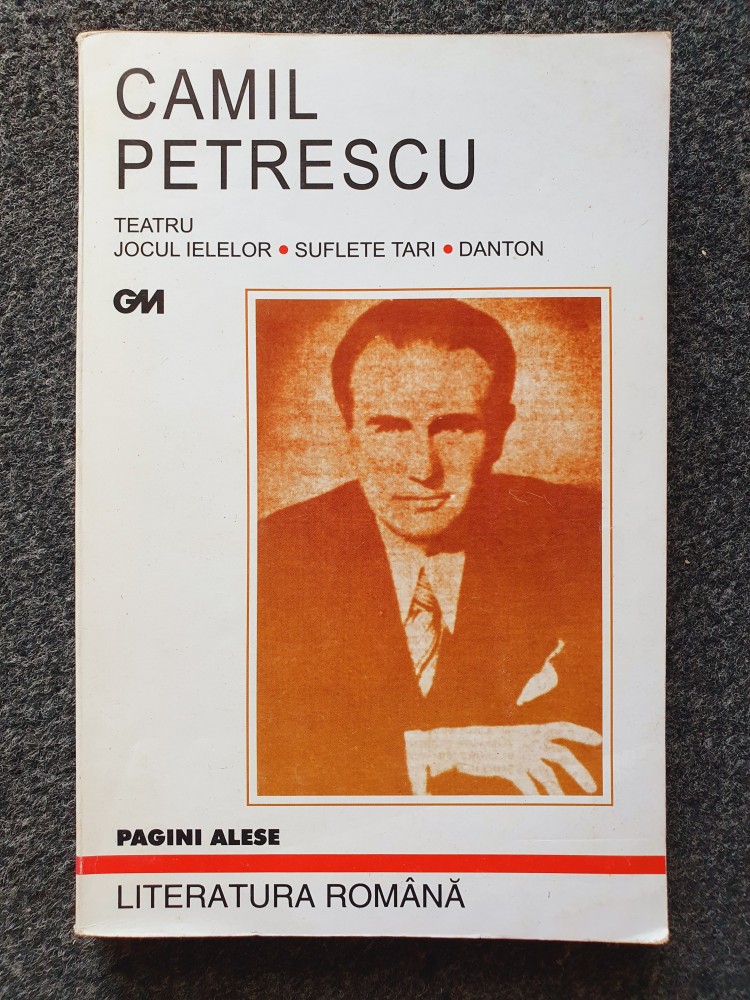 CAMIL
PETRESCU
TEATRU
JOCUL IELELOR • SUFLETE TARI • DANTON
GM
PAGINI ALESE
LITERATURA ROMÂNĂ